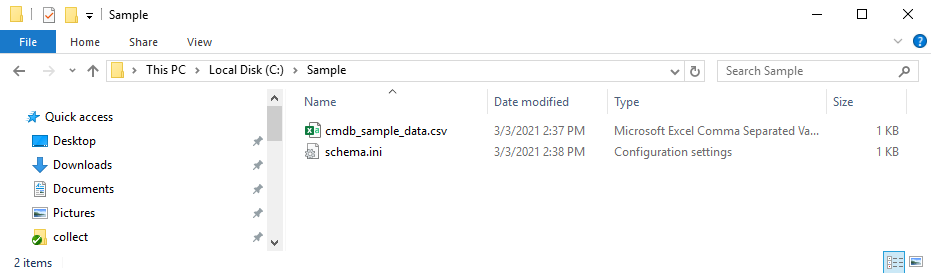 Sample
File Home Share View
This PC Local Disk (C:) Sample Search Sample
Name Date modified Type Size
Quick access
cmdb_sample_data.csv 3/3/2021 2:37 PM Microsoft Excel Comma Separated Va... 1 KB
Desktop
schema.ini 3/3/2021 2:38 PM Configuration settings 1 KB
Downloads
Documents
Pictures
collect
2 items